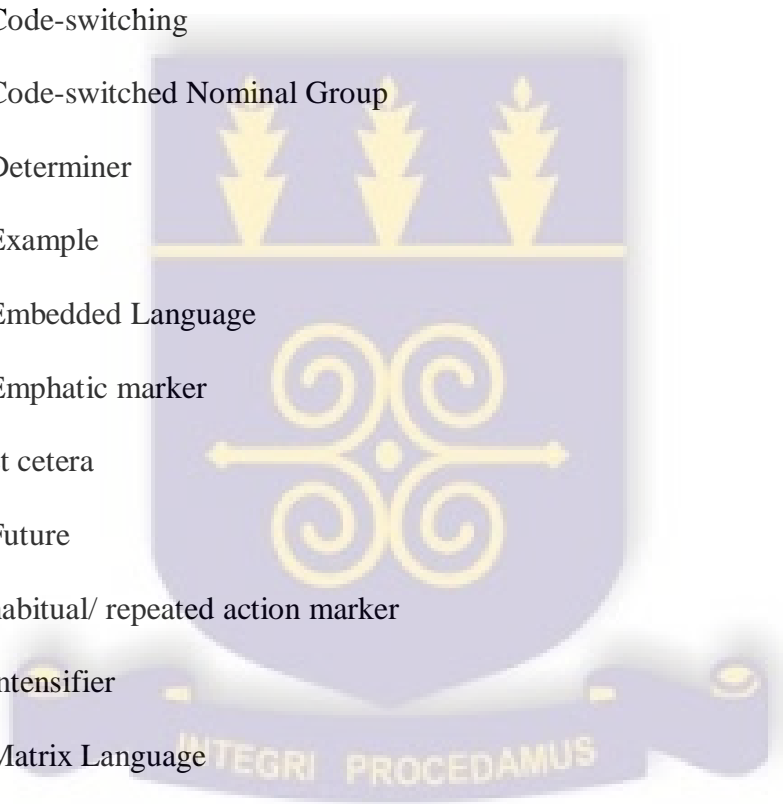 Code-switching
Code-switched Nominal Group
Determiner
Example
Embedded Language
Emphatic marker
t cetera
Future
habitual/ repeated action marker
ntensifier
Matrix Language
INTEGRI PROCEDAMUS